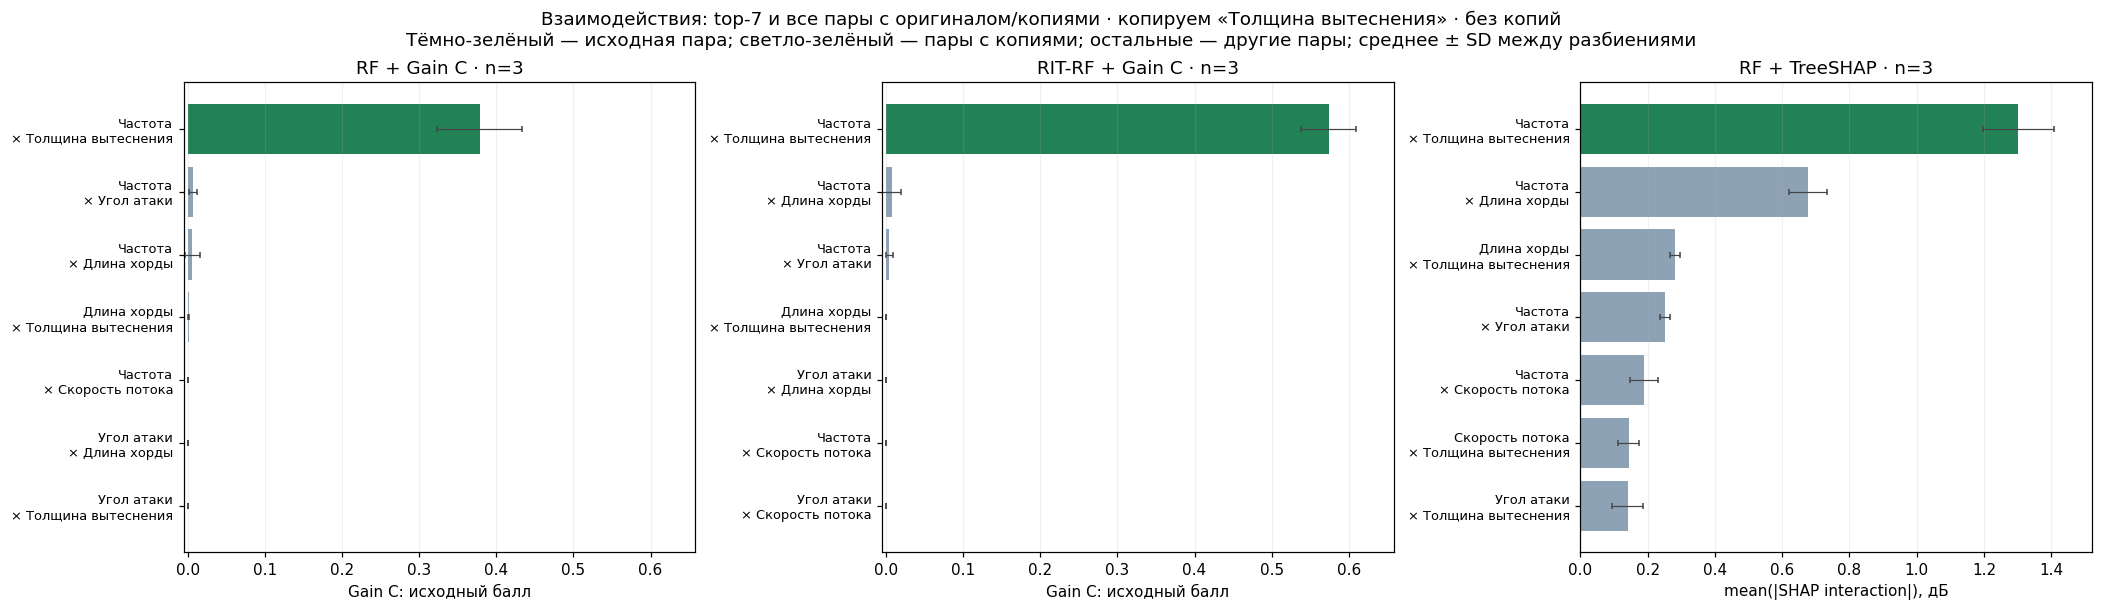 Взаимодействия: top-7 и все пары с оригиналом/копиями · копируем «Толщина вытеснения» · без копий
Тёмно-зелёный — исходная пара; светло-зелёный — пары с копиями; остальные — другие пары; среднее ± SD между разбиениями
RF + Gain C · n=3
Частота
× Толщина вытеснения
Частота
× Угол атаки
Частота
× Длина хорды
Длина хорды
× Толщина вытеснения
Частота
× Скорость потока
Угол атаки
× Длина хорды
Угол атаки
× Толщина вытеснения
0.0 0.1 0.2 0.3 0.4 0.5 0.6
Gain C: исходный балл
RIT-RF + Gain C · n=3
Частота
× Толщина вытеснения
Частота
× Длина хорды
Частота
× Угол атаки
Длина хорды
× Толщина вытеснения
Угол атаки
× Длина хорды
Частота
× Скорость потока
Угол атаки
× Скорость потока
0.0 0.1 0.2 0.3 0.4 0.5 0.6
Gain C: исходный балл
RF + TreeSHAP · n=3
Частота
× Толщина вытеснения
Частота
× Длина хорды
Длина хорды
× Толщина вытеснения
Частота
× Угол атаки
Частота
× Скорость потока
Скорость потока
× Толщина вытеснения
Угол атаки
× Толщина вытеснения
0.0 0.2 0.4 0.6 0.8 1.0 1.2 1.4
mean(|SHAP interaction|), дБ